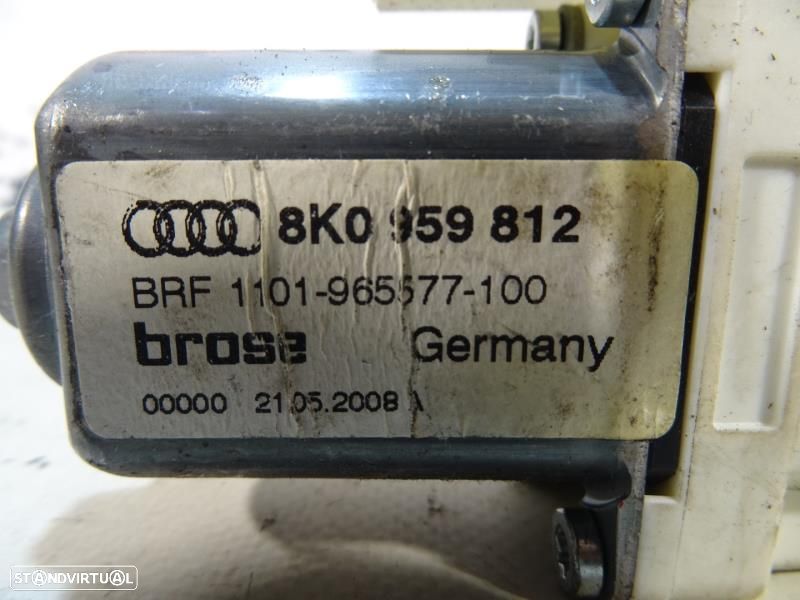 8K0 959 812
BRF 1101-965577-100
brose Germany
00000 21.05.2008 A
STANDVIRTUAL